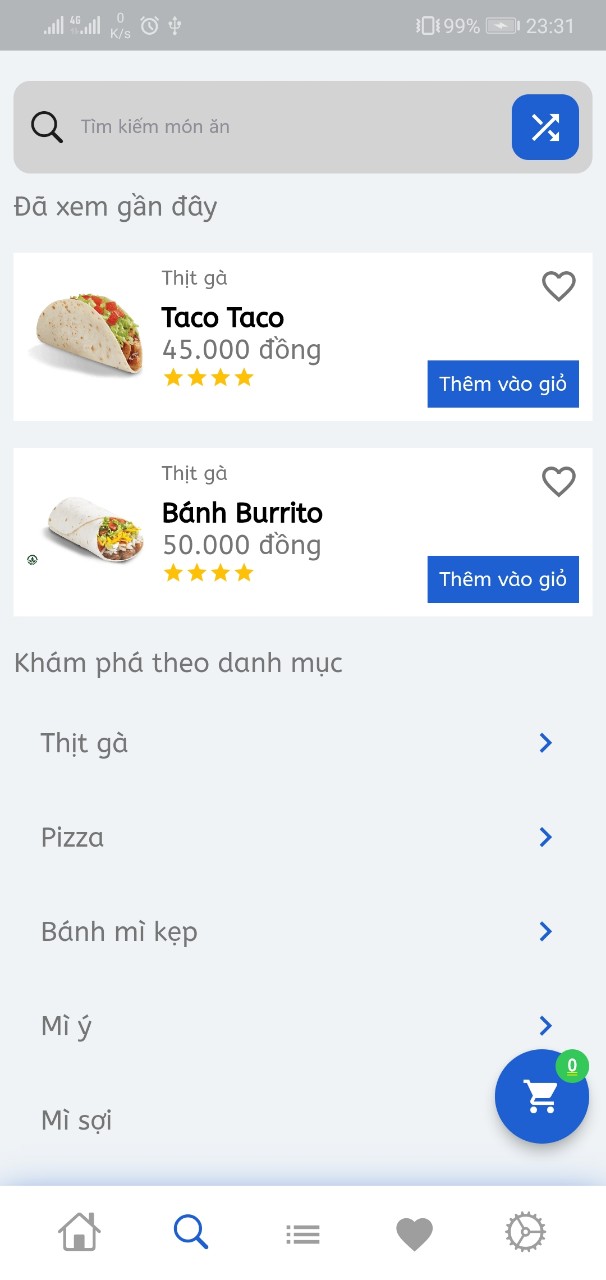 4G
0
K/s
99%
23:31
Tìm kiếm món ăn
Đã xem gần đây
Thịt gà
Taco Taco
45.000 đồng
Thêm vào giỏ
Thịt gà
Bánh Burrito
50.000 đồng
Thêm vào giỏ
Khám phá theo danh mục
Thịt gà
Pizza
Bánh mì kẹp
Mì ý
0
Mì sợi